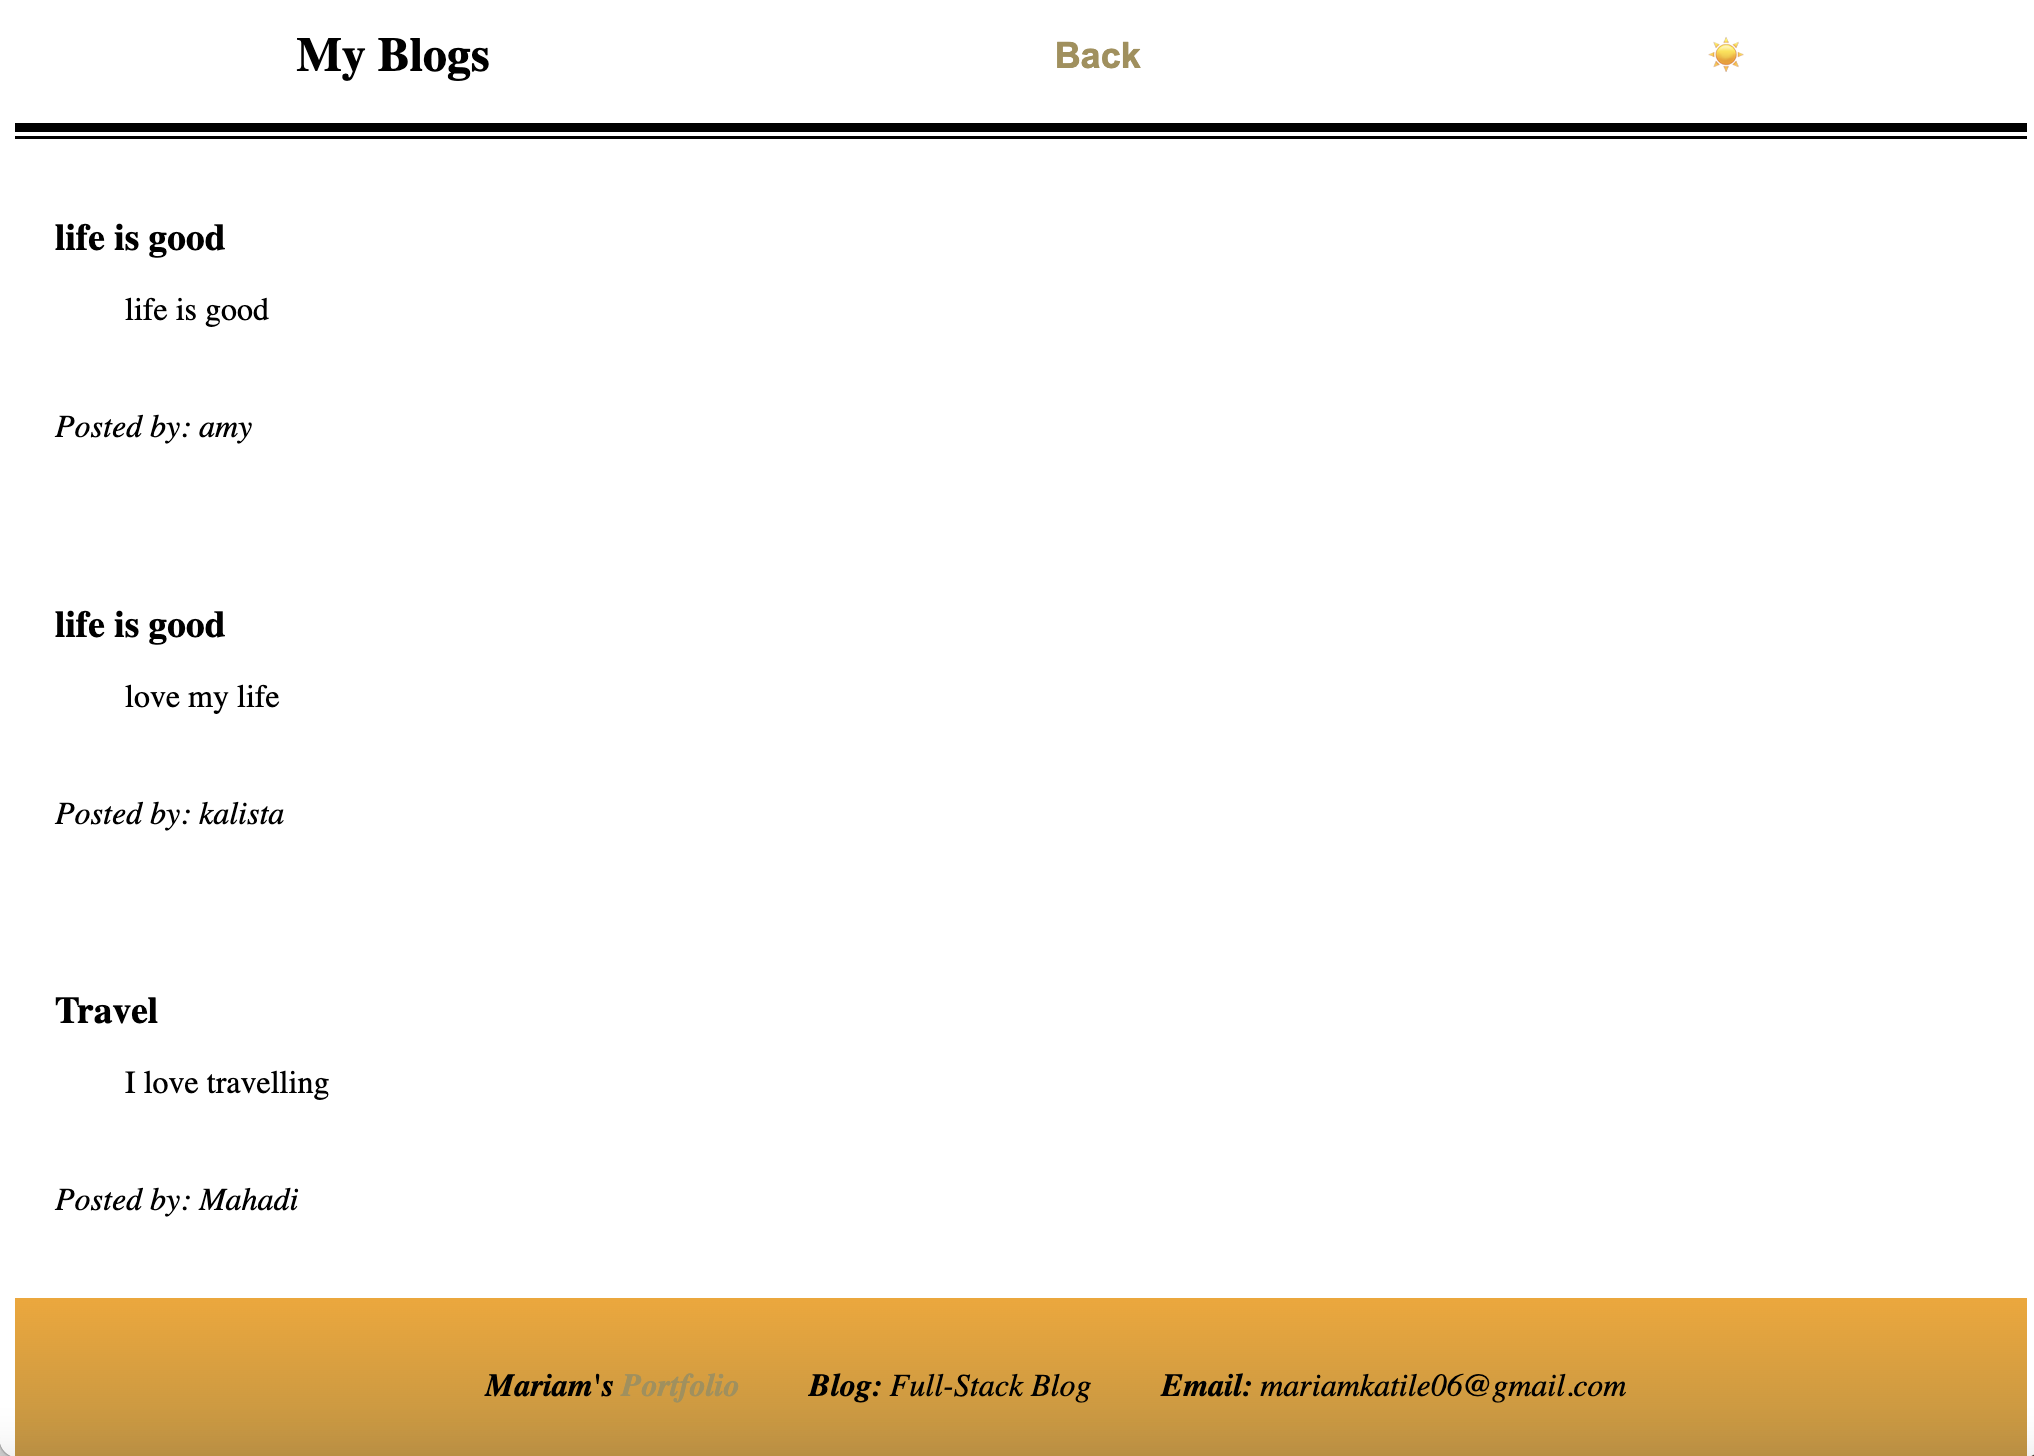 My Blogs Back
life is good
life is good
Posted by: amy
life is good
love my life
Posted by: kalista
Travel
I love travelling
Posted by: Mahadi
Mariam's Portfolio Blog: Full-Stack Blog Email: mariamkatile06@gmail.com